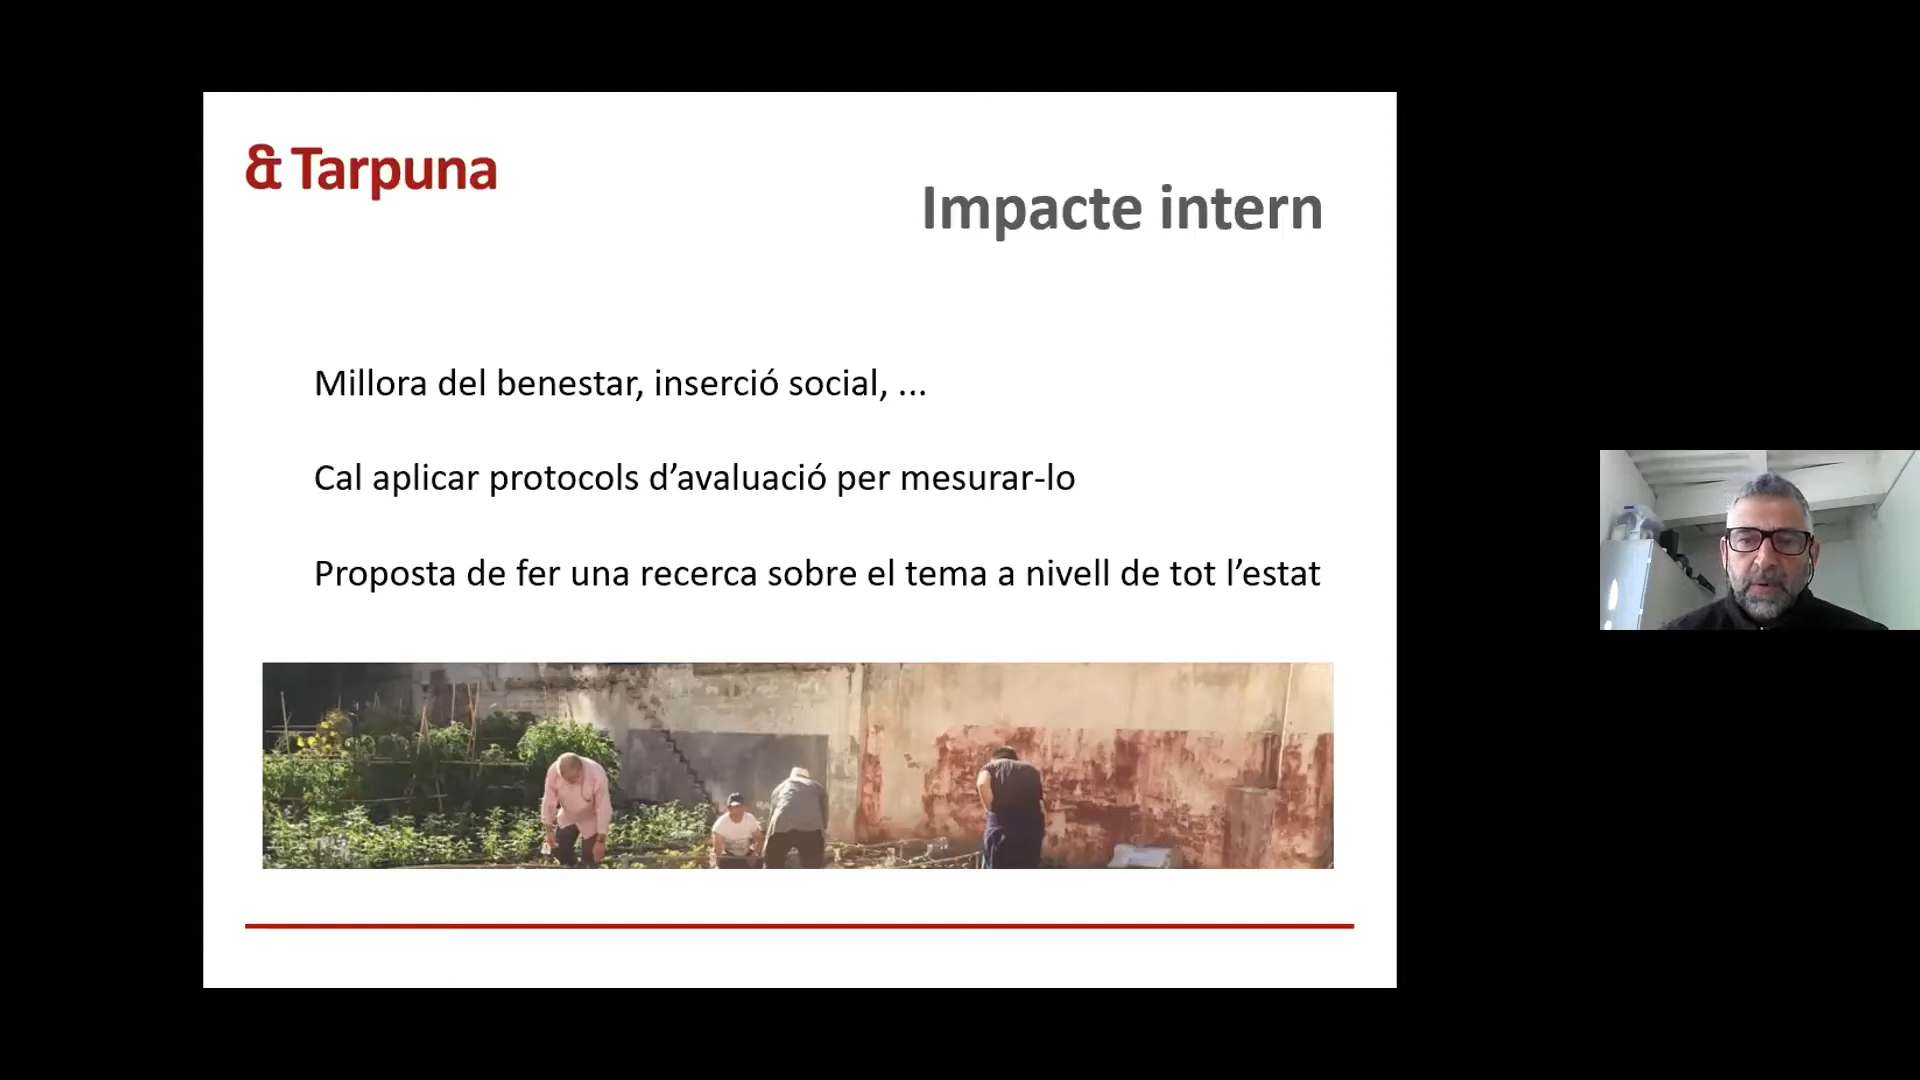 & Tarpuna
Impacte intern
Millora del benestar, inserció social, ...
Cal aplicar protocols d’avaluació per mesurar-lo
Proposta de fer una recerca sobre el tema a nivell de tot l’estat